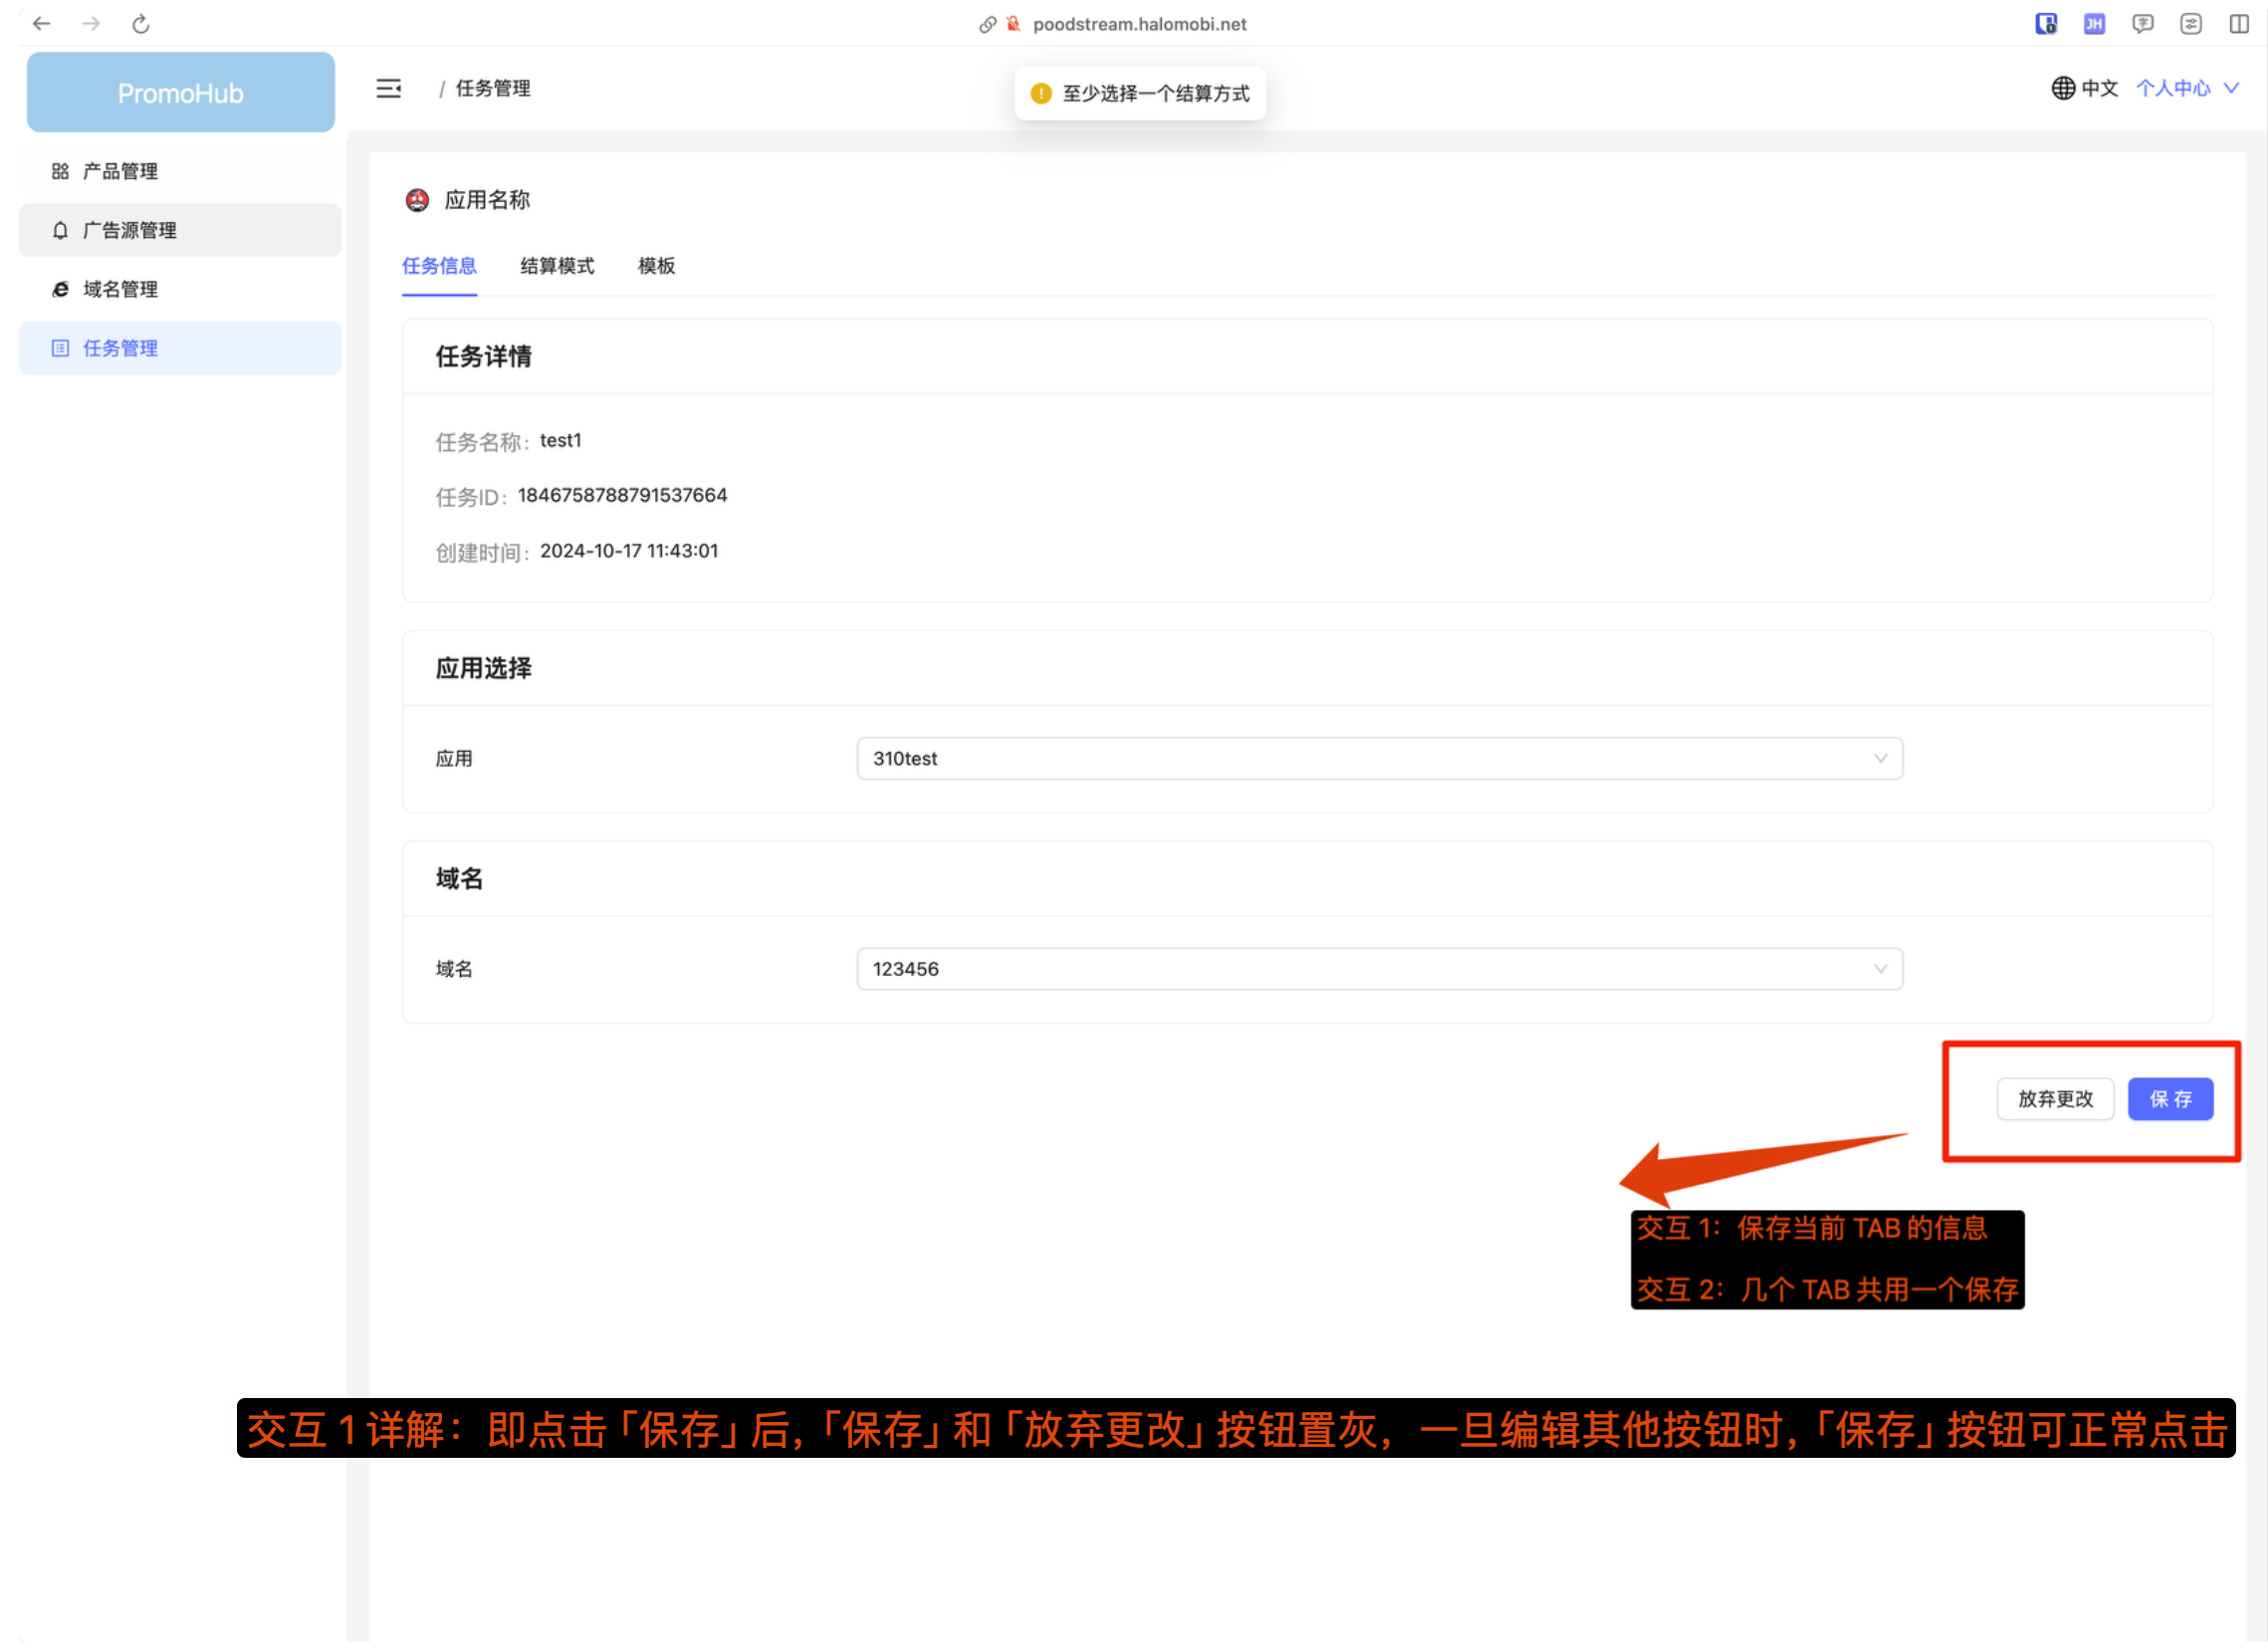 poodstream.halomobi.net
JH
PromoHub
/ 任务管理
至少选择一个结算方式
中文 个人中心
产品管理
广告源管理
域名管理
任务管理
应用名称
任务信息 结算模式 模板
任务详情
任务名称: test1
任务ID: 1846758788791537664
创建时间: 2024-10-17 11:43:01
应用选择
应用 310test
域名
域名 123456
放弃更改 保 存
交互 1：保存当前 TAB 的信息
交互 2：几个 TAB 共用一个保存
交互 1 详解：即点击「保存」后,「保存」和「放弃更改」按钮置灰，一旦编辑其他按钮时,「保存」按钮可正常点击